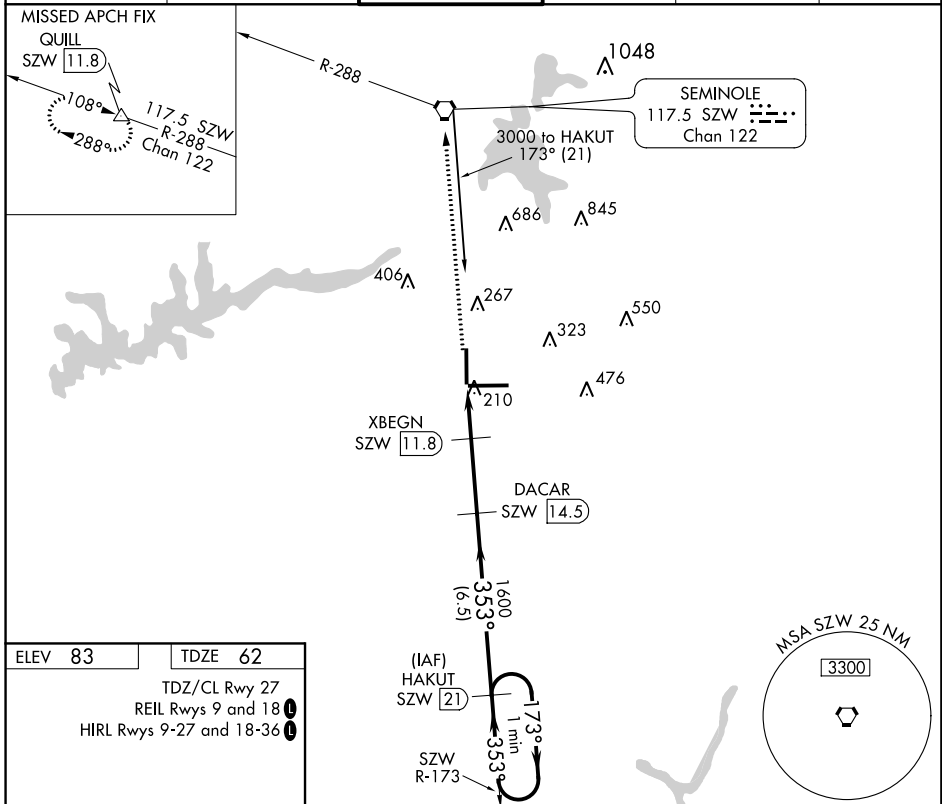 MISSED APCH FIX
QUILL
SZW 11.8
108°
288°
117.5 SZW
R-288
Chan 122
R-288
1048
SEMINOLE
117.5 SZW
Chan 122
3000 to HAKUT
173° (21)
686
845
406
267
550
323
476
210
XBEGN
SZW 11.8
DACAR
SZW 14.5
1600
353°
(6.5)
(IAF)
HAKUT
SZW 21
173°
1 min
353°
SZW
R-173
ELEV 83
TDZE 62
TDZ/CL Rwy 27
REIL Rwys 9 and 18 L
HIRL Rwys 9-27 and 18-36 L
MSA SZW 25 NM
3300